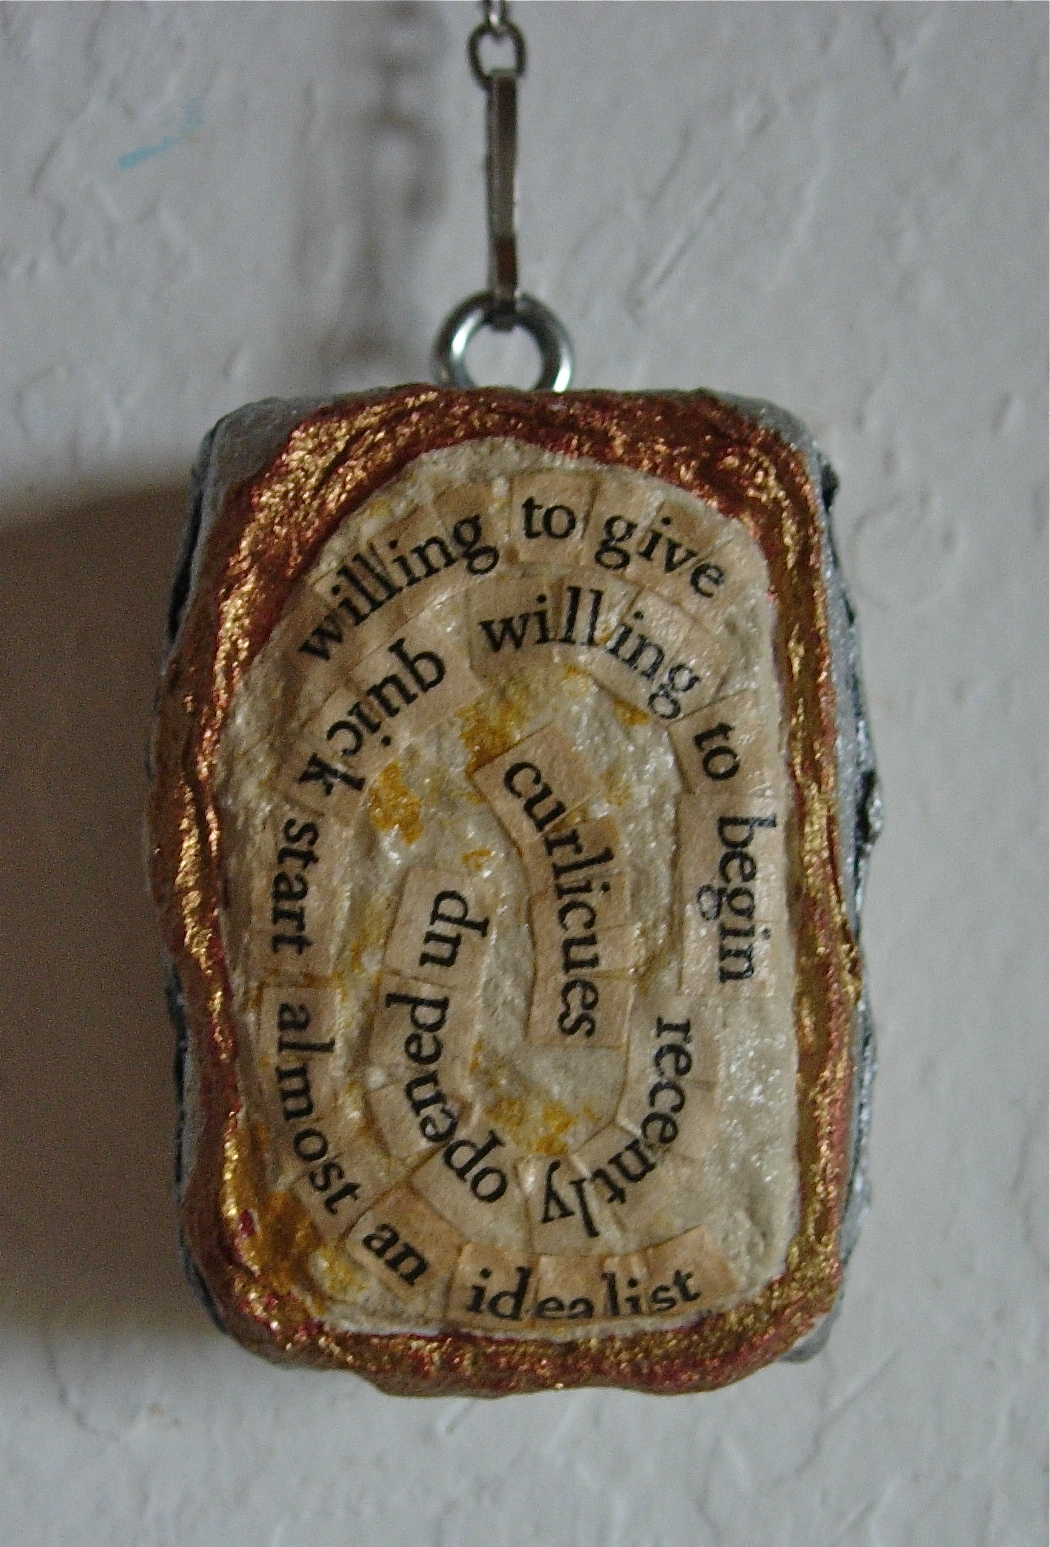 willing to give
willing to begin
quick start almost an idealist
recently opened up
curlicues